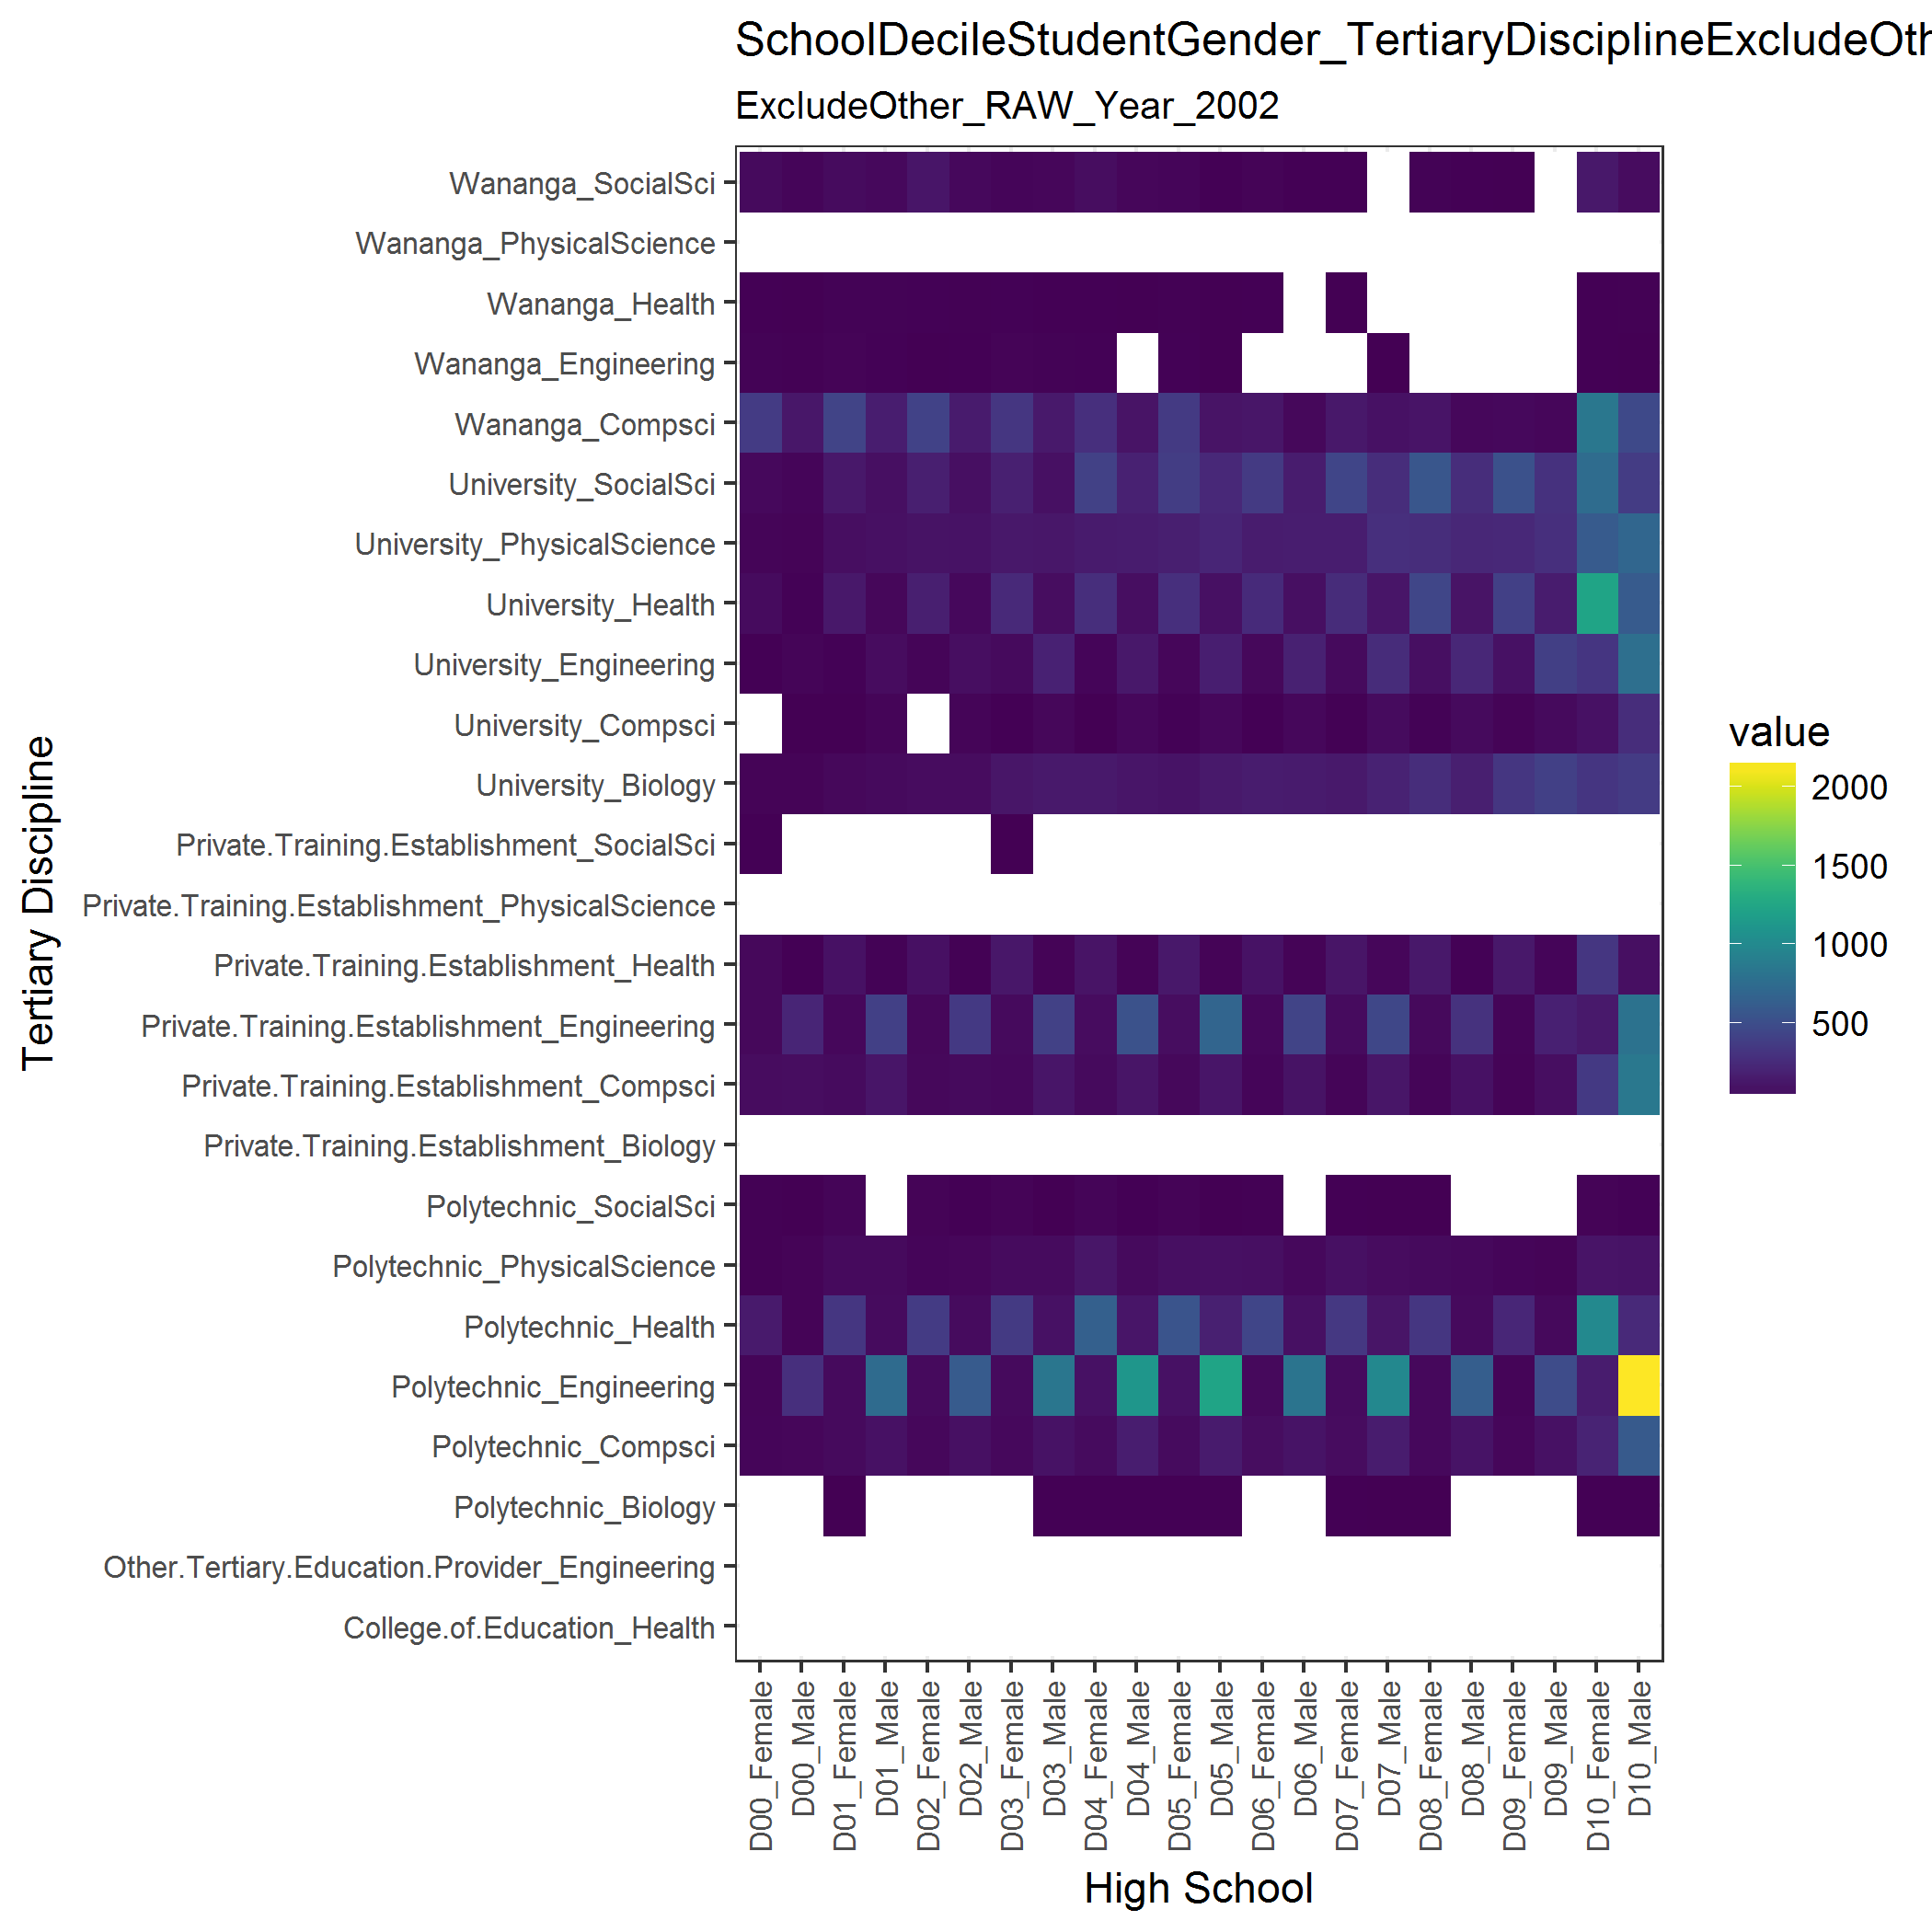 SchoolDecileStudentGender_TertiaryDisciplineExcludeOth
ExcludeOther_RAW_Year_2002
Tertiary Discipline
Wananga_SocialSci
Wananga_PhysicalScience
Wananga_Health
Wananga_Engineering
Wananga_Compsci
University_SocialSci
University_PhysicalScience
University_Health
University_Engineering
University_Compsci
University_Biology
Private.Training.Establishment_SocialSci
Private.Training.Establishment_PhysicalScience
Private.Training.Establishment_Health
Private.Training.Establishment_Engineering
Private.Training.Establishment_Compsci
Private.Training.Establishment_Biology
Polytechnic_SocialSci
Polytechnic_PhysicalScience
Polytechnic_Health
Polytechnic_Engineering
Polytechnic_Compsci
Polytechnic_Biology
Other.Tertiary.Education.Provider_Engineering
College.of.Education_Health
value
2000
1500
1000
500
D00_Female
D00_Male
D01_Female
D01_Male
D02_Female
D02_Male
D03_Female
D03_Male
D04_Female
D04_Male
D05_Female
D05_Male
D06_Female
D06_Male
D07_Female
D07_Male
D08_Female
D08_Male
D09_Female
D09_Male
D10_Female
D10_Male
High School